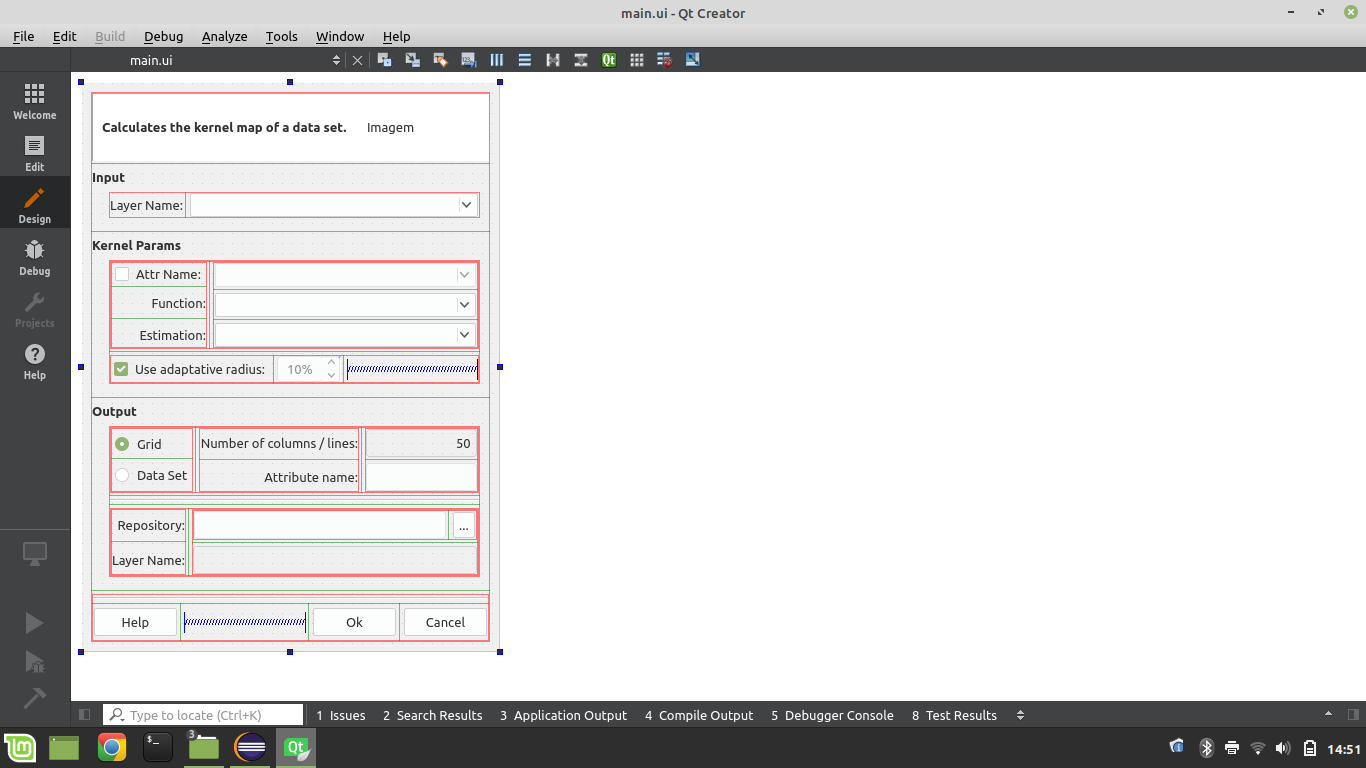 main.ui - Qt Creator
File Edit Build Debug Analyze Tools Window Help
main.ui
Welcome
Edit
Design
Debug
Projects
Help
Calculates the kernel map of a data set. Imagem
Input
Layer Name:
Kernel Params
Attr Name:
Function:
Estimation:
Use adaptative radius: 10%
Output
Grid Number of columns / lines: 50
Data Set Attribute name:
Repository: ...
Layer Name:
Help Ok Cancel
Type to locate (Ctrl+K) 1 Issues 2 Search Results 3 Application Output 4 Compile Output 5 Debugger Console 8 Test Results
3
Qt
14:51